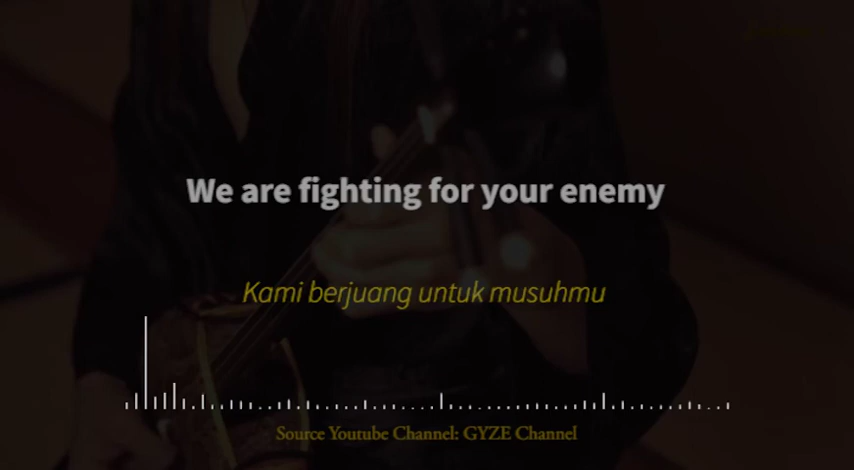 We are fighting for your enemy
Kami berjuang untuk musuhmu
Source Youtube Channel: GYZE Channel